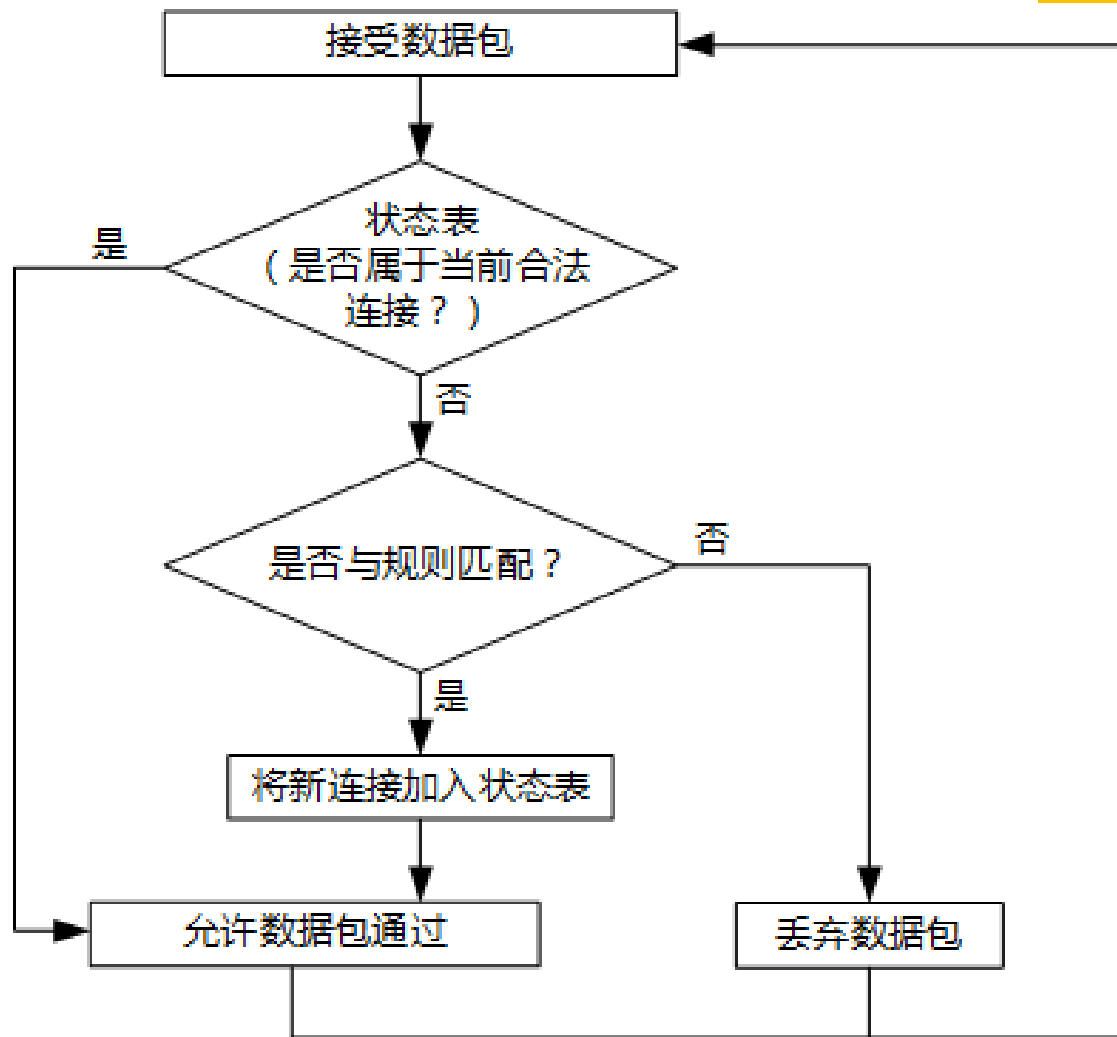 接受数据包
状态表
是
（是否属于当前合法
连接？）
否
否
是否与规则匹配？
是
将新连接加入状态表
允许数据包通过
丢弃数据包